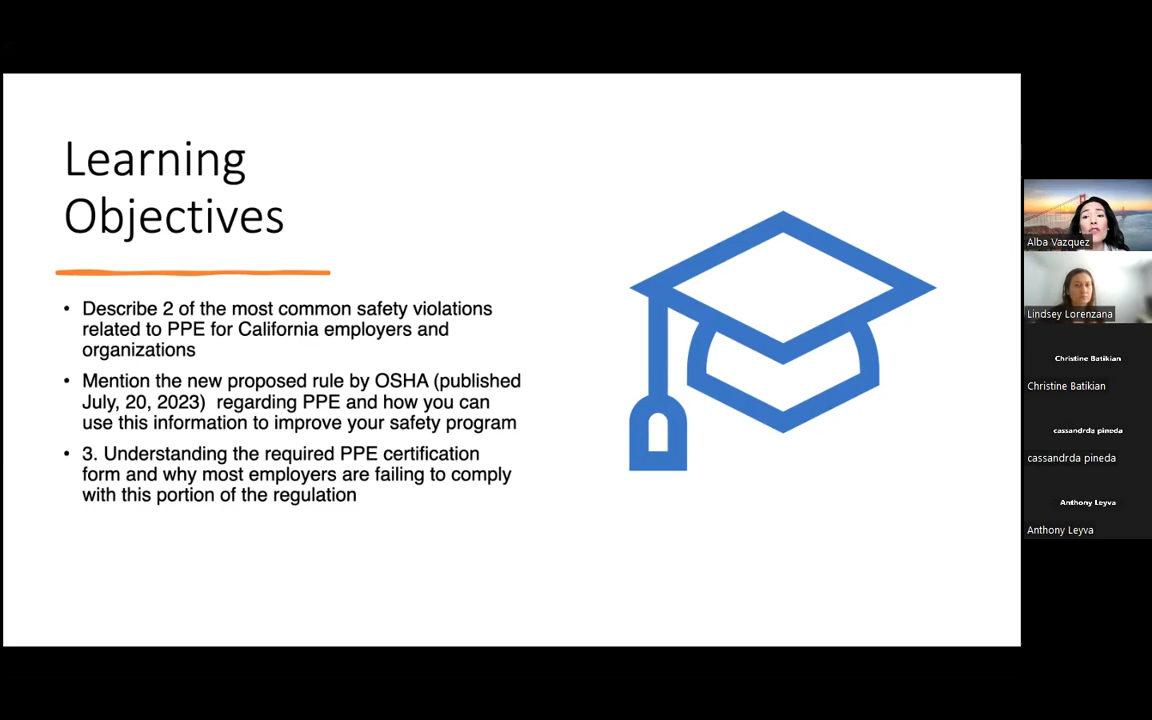 Learning
Objectives
• Describe 2 of the most common safety violations
related to PPE for California employers and
organizations
• Mention the new proposed rule by OSHA (published
July, 20, 2023)  regarding PPE and how you can
use this information to improve your safety program
• 3. Understanding the required PPE certification
form and why most employers are failing to comply
with this portion of the regulation
Alba Vazquez
Lindsey Lorenzana
Christine Batikian
Christine Batikian
cassandrda pineda
cassandrda pineda
Anthony Leyva
Anthony Leyva